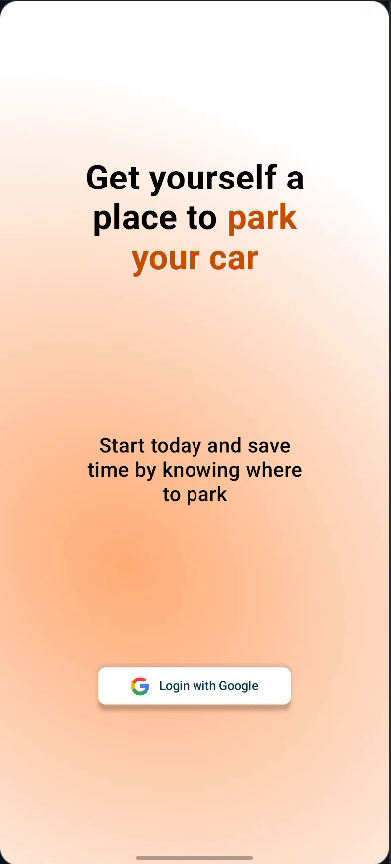 Get yourself a
place to park
your car
Start today and save
time by knowing where
to park
Login with Google